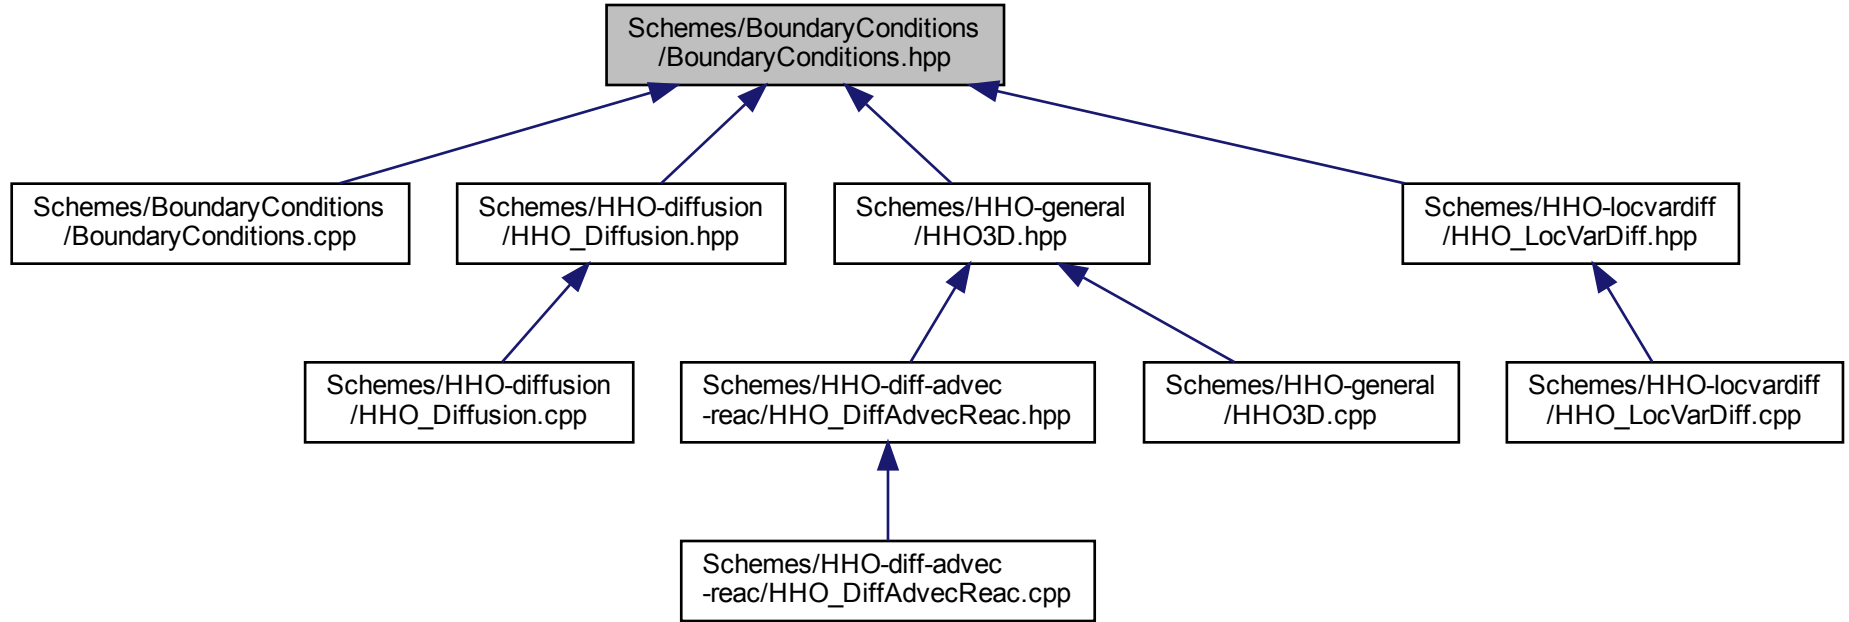 Schemes/BoundaryConditions
/BoundaryConditions.hpp
Schemes/BoundaryConditions
/BoundaryConditions.cpp
Schemes/HHO-diffusion
/HHO_Diffusion.hpp
Schemes/HHO-general
/HHO3D.hpp
Schemes/HHO-locvardiff
/HHO_LocVarDiff.hpp
Schemes/HHO-diffusion
/HHO_Diffusion.cpp
Schemes/HHO-diff-advec
-reac/HHO_DiffAdvecReac.hpp
Schemes/HHO-general
/HHO3D.cpp
Schemes/HHO-locvardiff
/HHO_LocVarDiff.cpp
Schemes/HHO-diff-advec
-reac/HHO_DiffAdvecReac.cpp